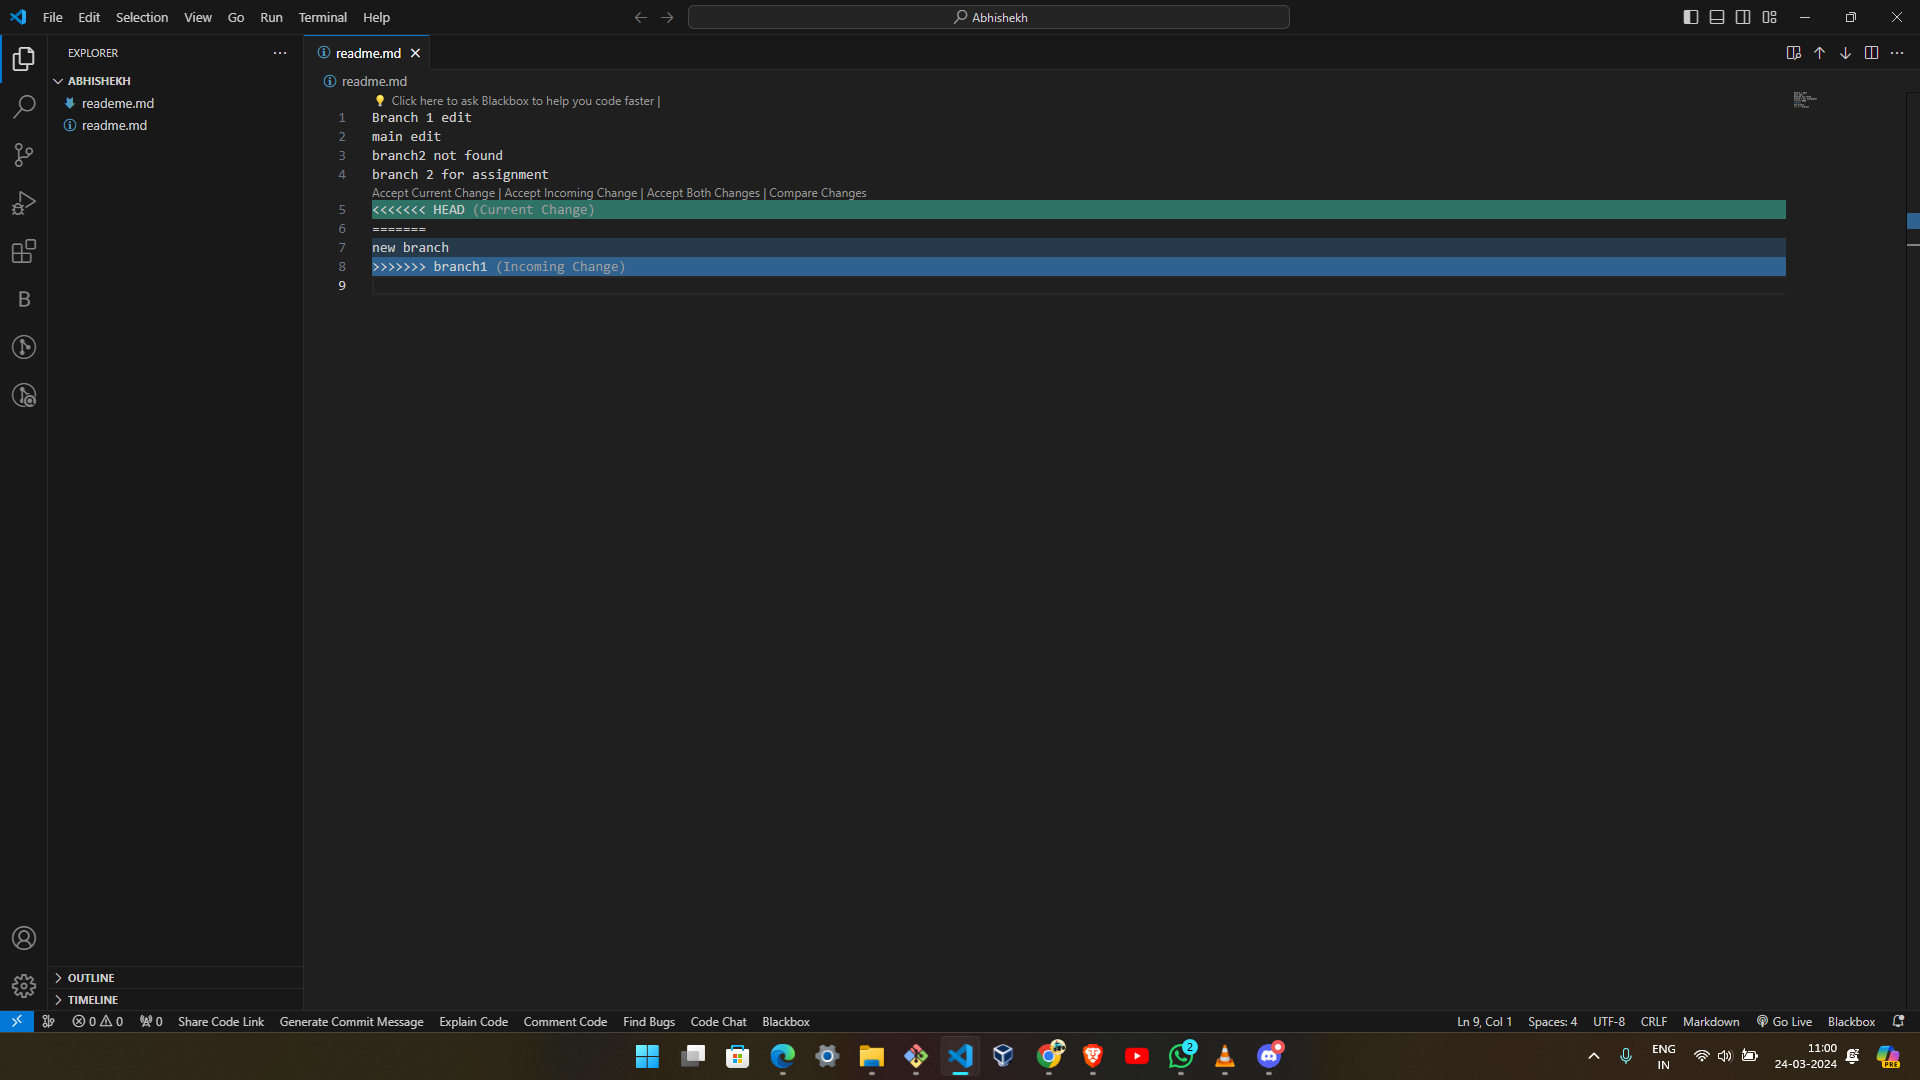 File Edit Selection View Go Run Terminal Help
Abhishekh
EXPLORER
readme.md
ABHISHEKH
reademe.md
readme.md
readme.md
Click here to ask Blackbox to help you code faster |
1 Branch 1 edit
2 main edit
3 branch2 not found
4 branch 2 for assignment
Accept Current Change | Accept Incoming Change | Accept Both Changes | Compare Changes
5 <<<<<<< HEAD (Current Change)
6 =======
7 new branch
8 >>>>>>> branch1 (Incoming Change)
9
B
OUTLINE
TIMELINE
0 0 0 Share Code Link Generate Commit Message Explain Code Comment Code Find Bugs Code Chat Blackbox
Ln 9, Col 1 Spaces: 4 UTF-8 CRLF Markdown Go Live Blackbox
2
ENG
IN
11:00
24-03-2024
PRE